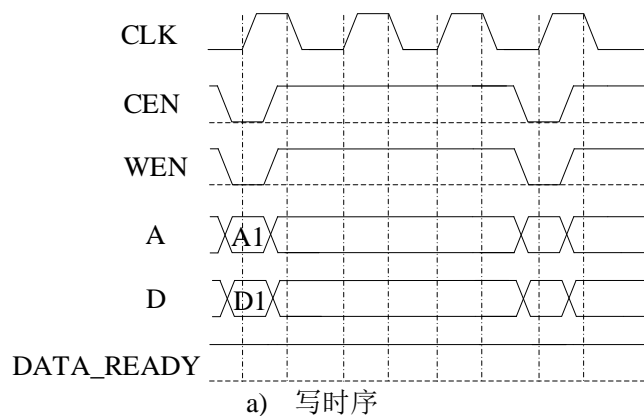 CLK
CEN
WEN
A A1
D D1
DATA_READY
a) 写时序